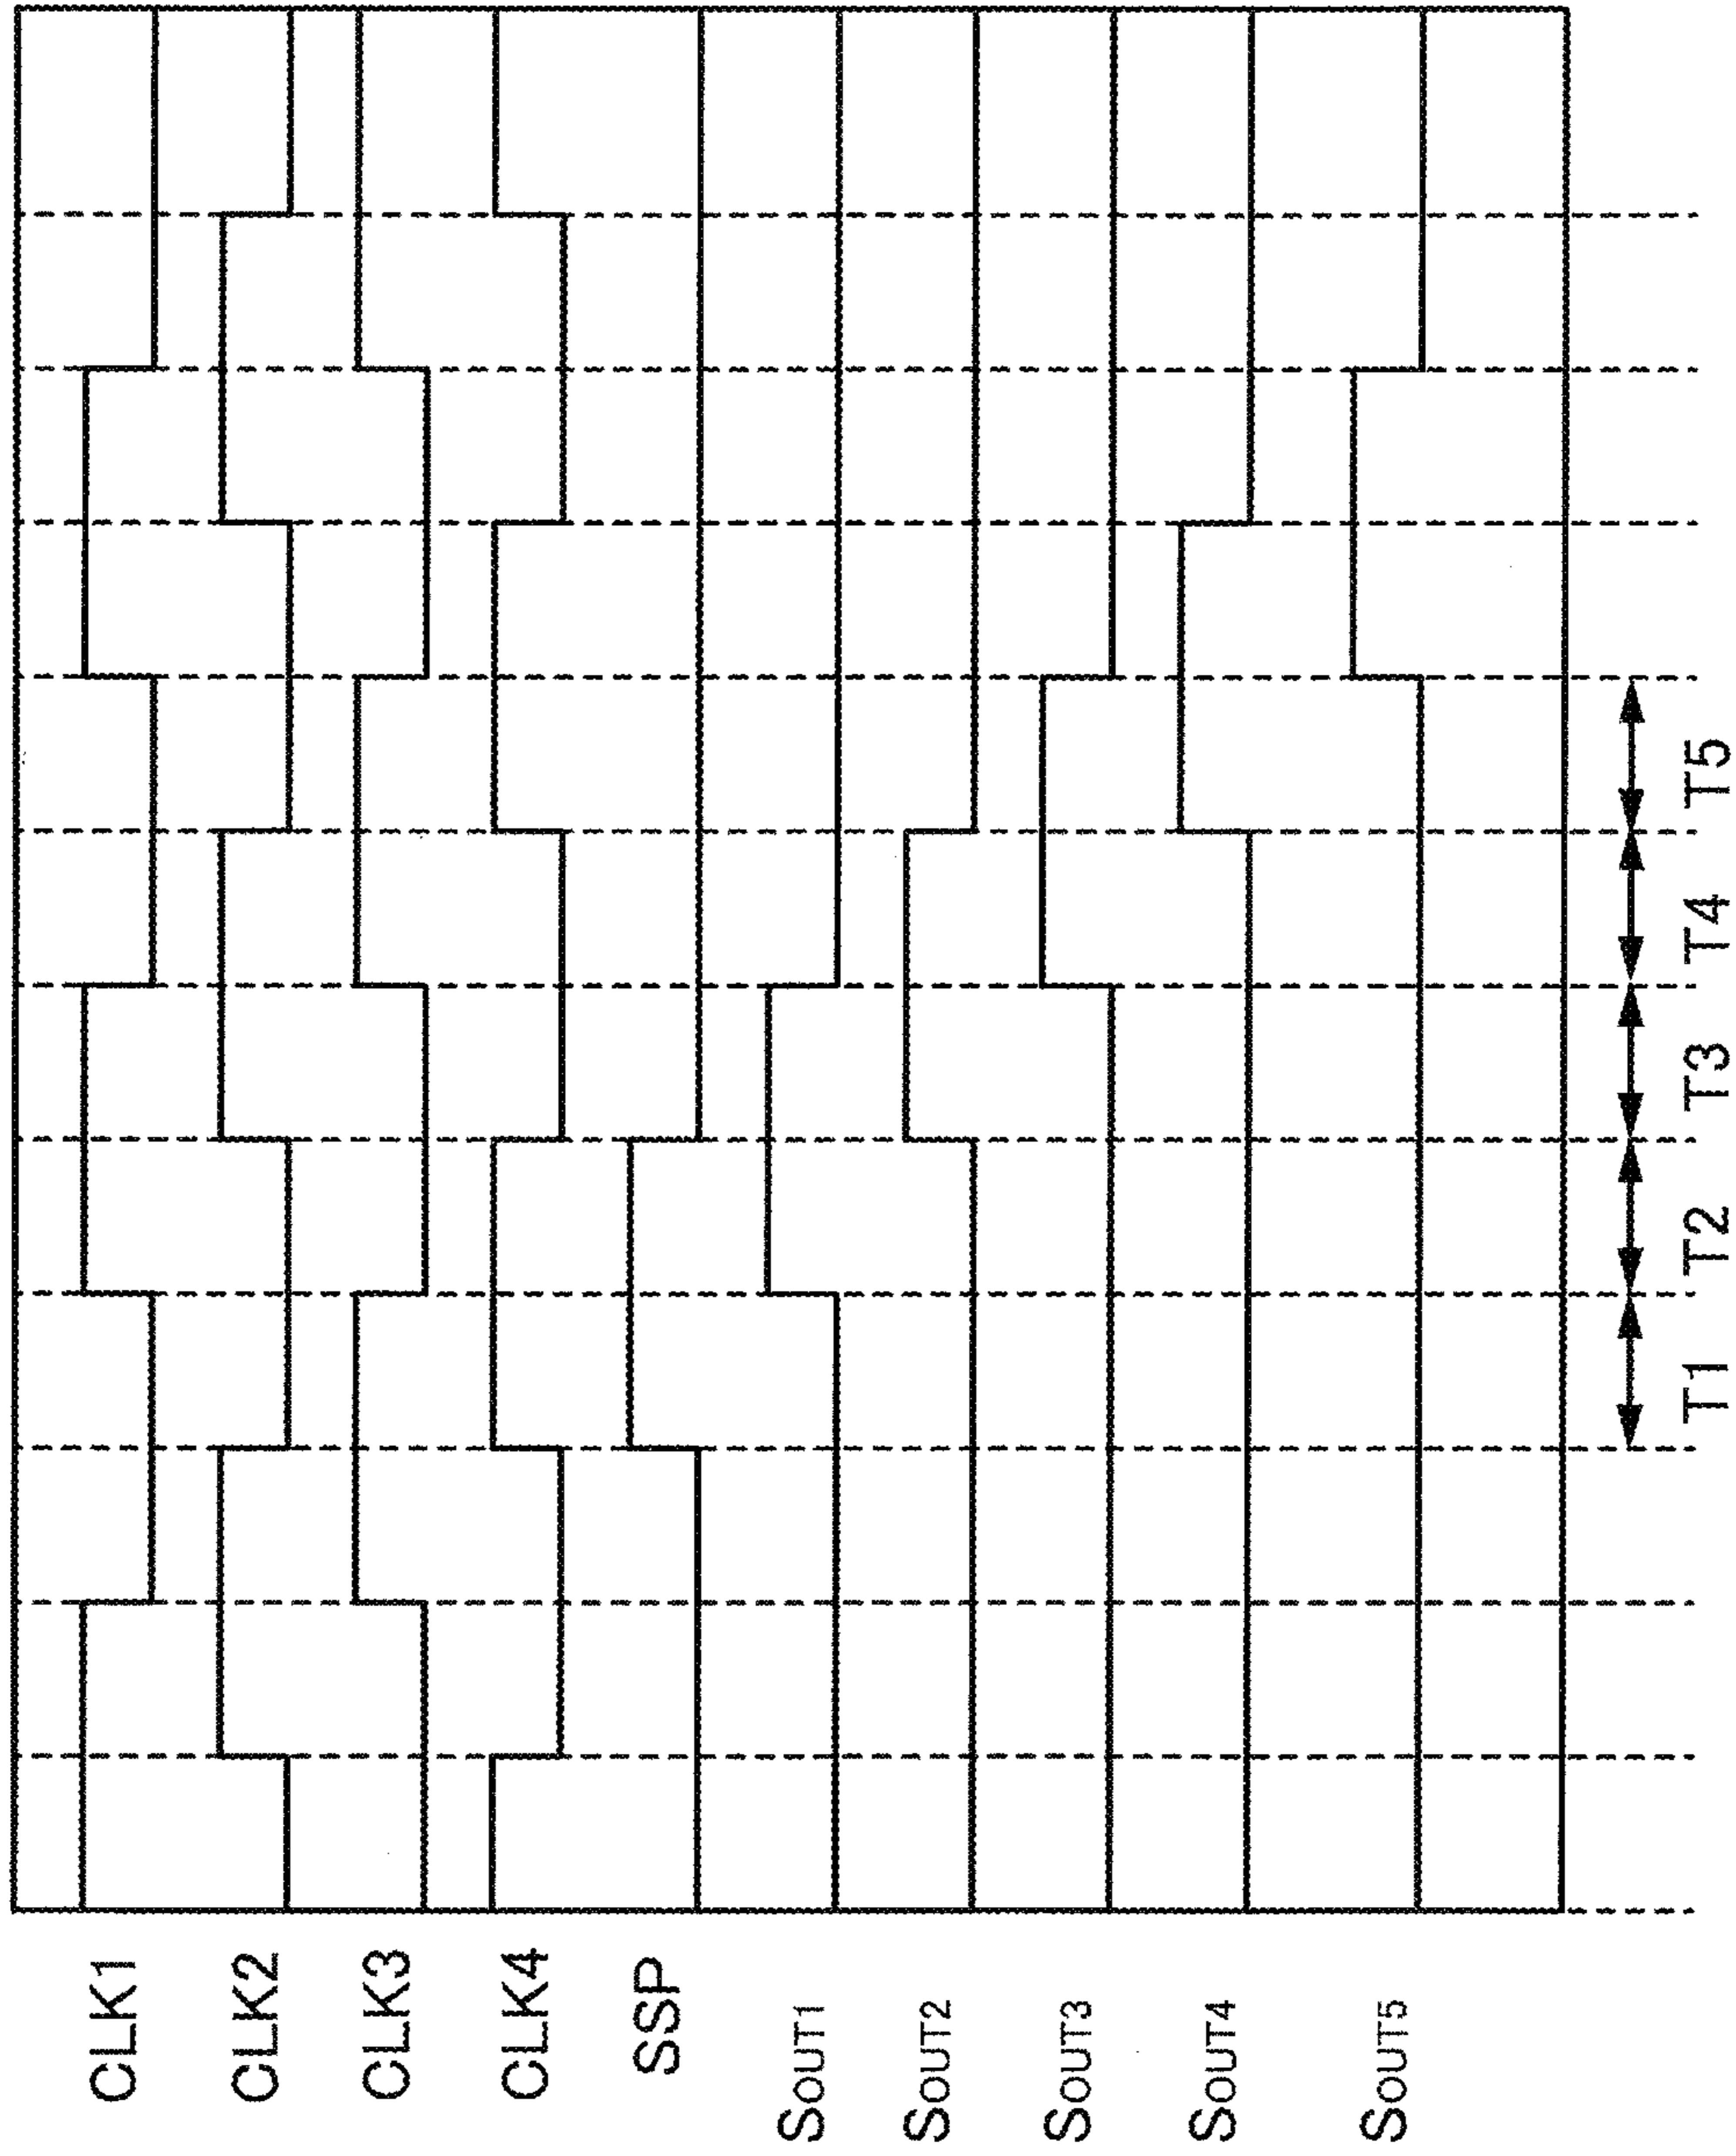 CLK1
CLK2
CLK3
CLK4
SSP
SOUT1
SOUT2
SOUT3
SOUT4
SOUT5
T1 T2 T3 T4 T5